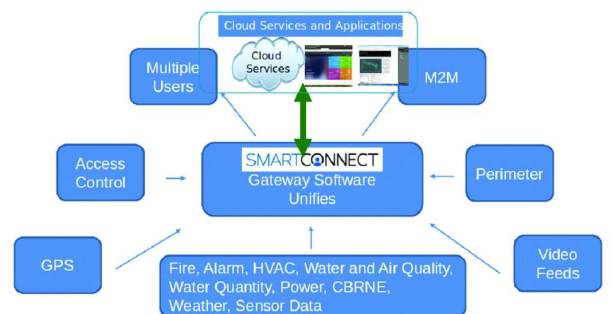 Cloud Services and Applications
Cloud
Services
Multiple
Users
M2M
SMARTCONNECT
Gateway Software
Unifies
Access
Control
Perimeter
GPS
Fire, Alarm, HVAC, Water and Air Quality,
Water Quantity, Power, CBRNE,
Weather, Sensor Data
Video
Feeds